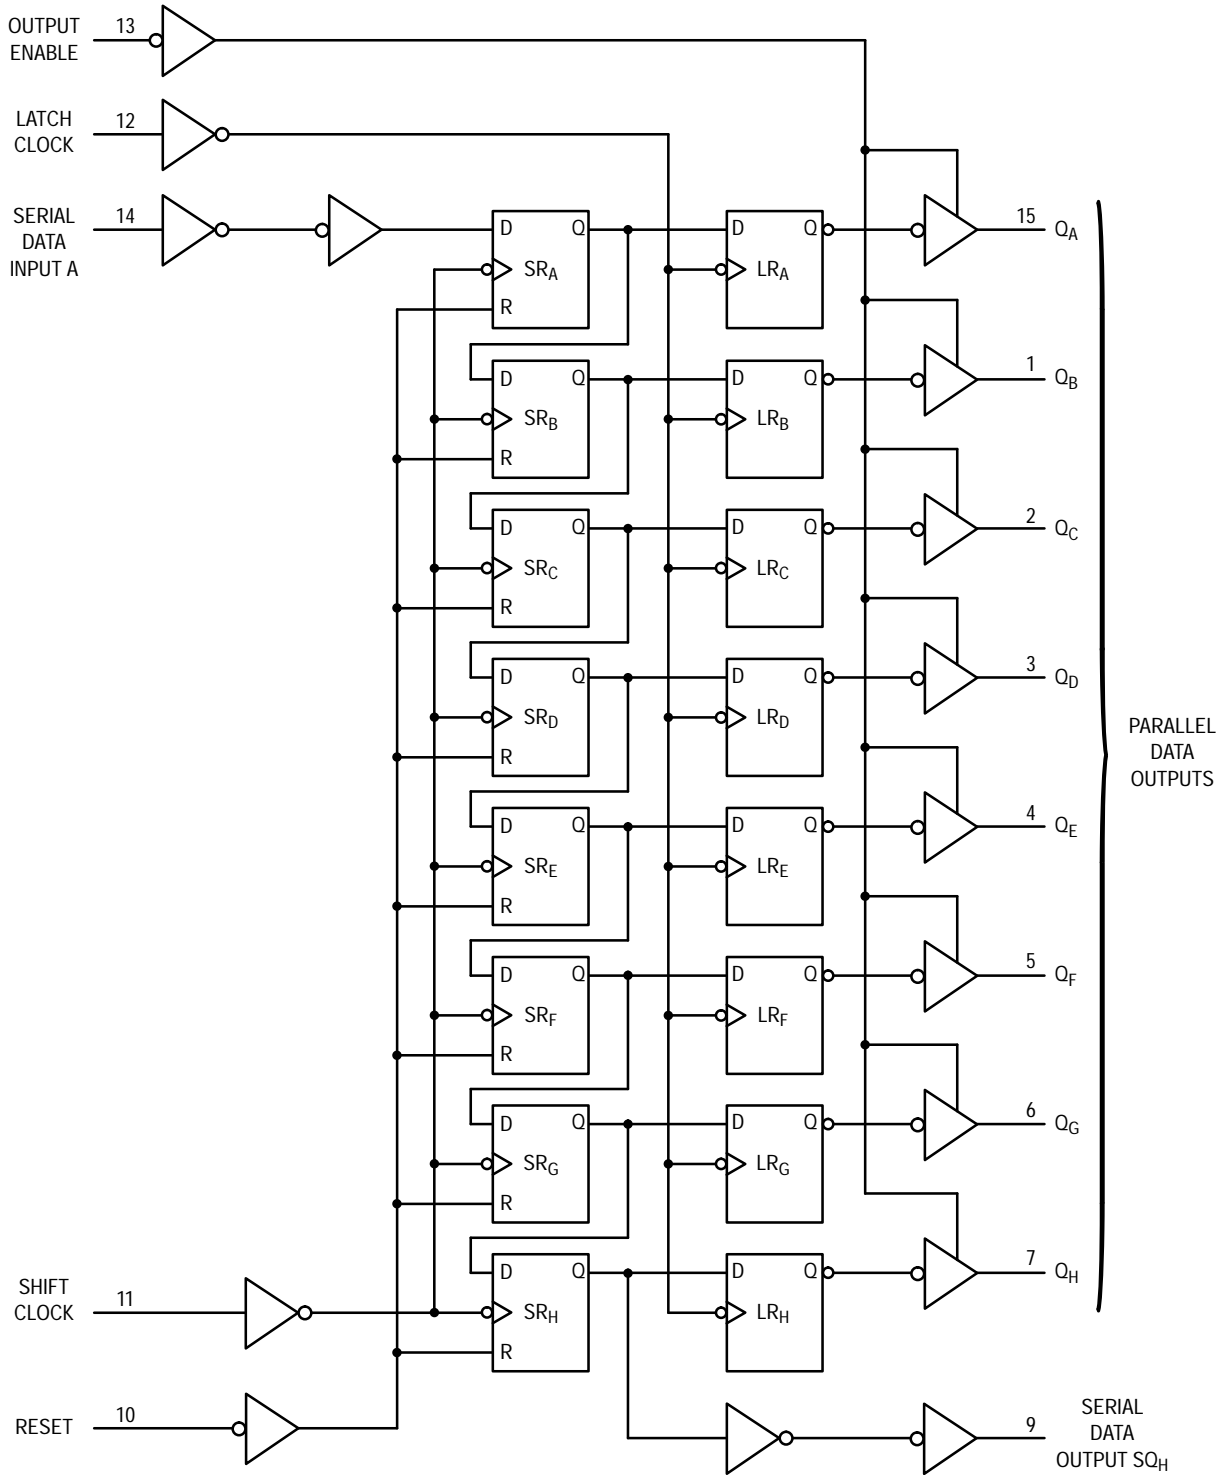 OUTPUT
ENABLE
13
LATCH
CLOCK
12
SERIAL
DATA
INPUT A
14
D Q
SRA
R
D Q
LRA
15
QA
D Q
SRB
R
D Q
LRB
1
QB
D Q
SRC
R
D Q
LRC
2
QC
D Q
SRD
R
D Q
LRD
3
QD
PARALLEL
DATA
OUTPUTS
D Q
SRE
R
D Q
LRE
4
QE
D Q
SRF
R
D Q
LRF
5
QF
D Q
SRG
R
D Q
LRG
6
QG
SHIFT
CLOCK
11
D Q
SRH
R
D Q
LRH
7
QH
RESET
10
9
SERIAL
DATA
OUTPUT SQH